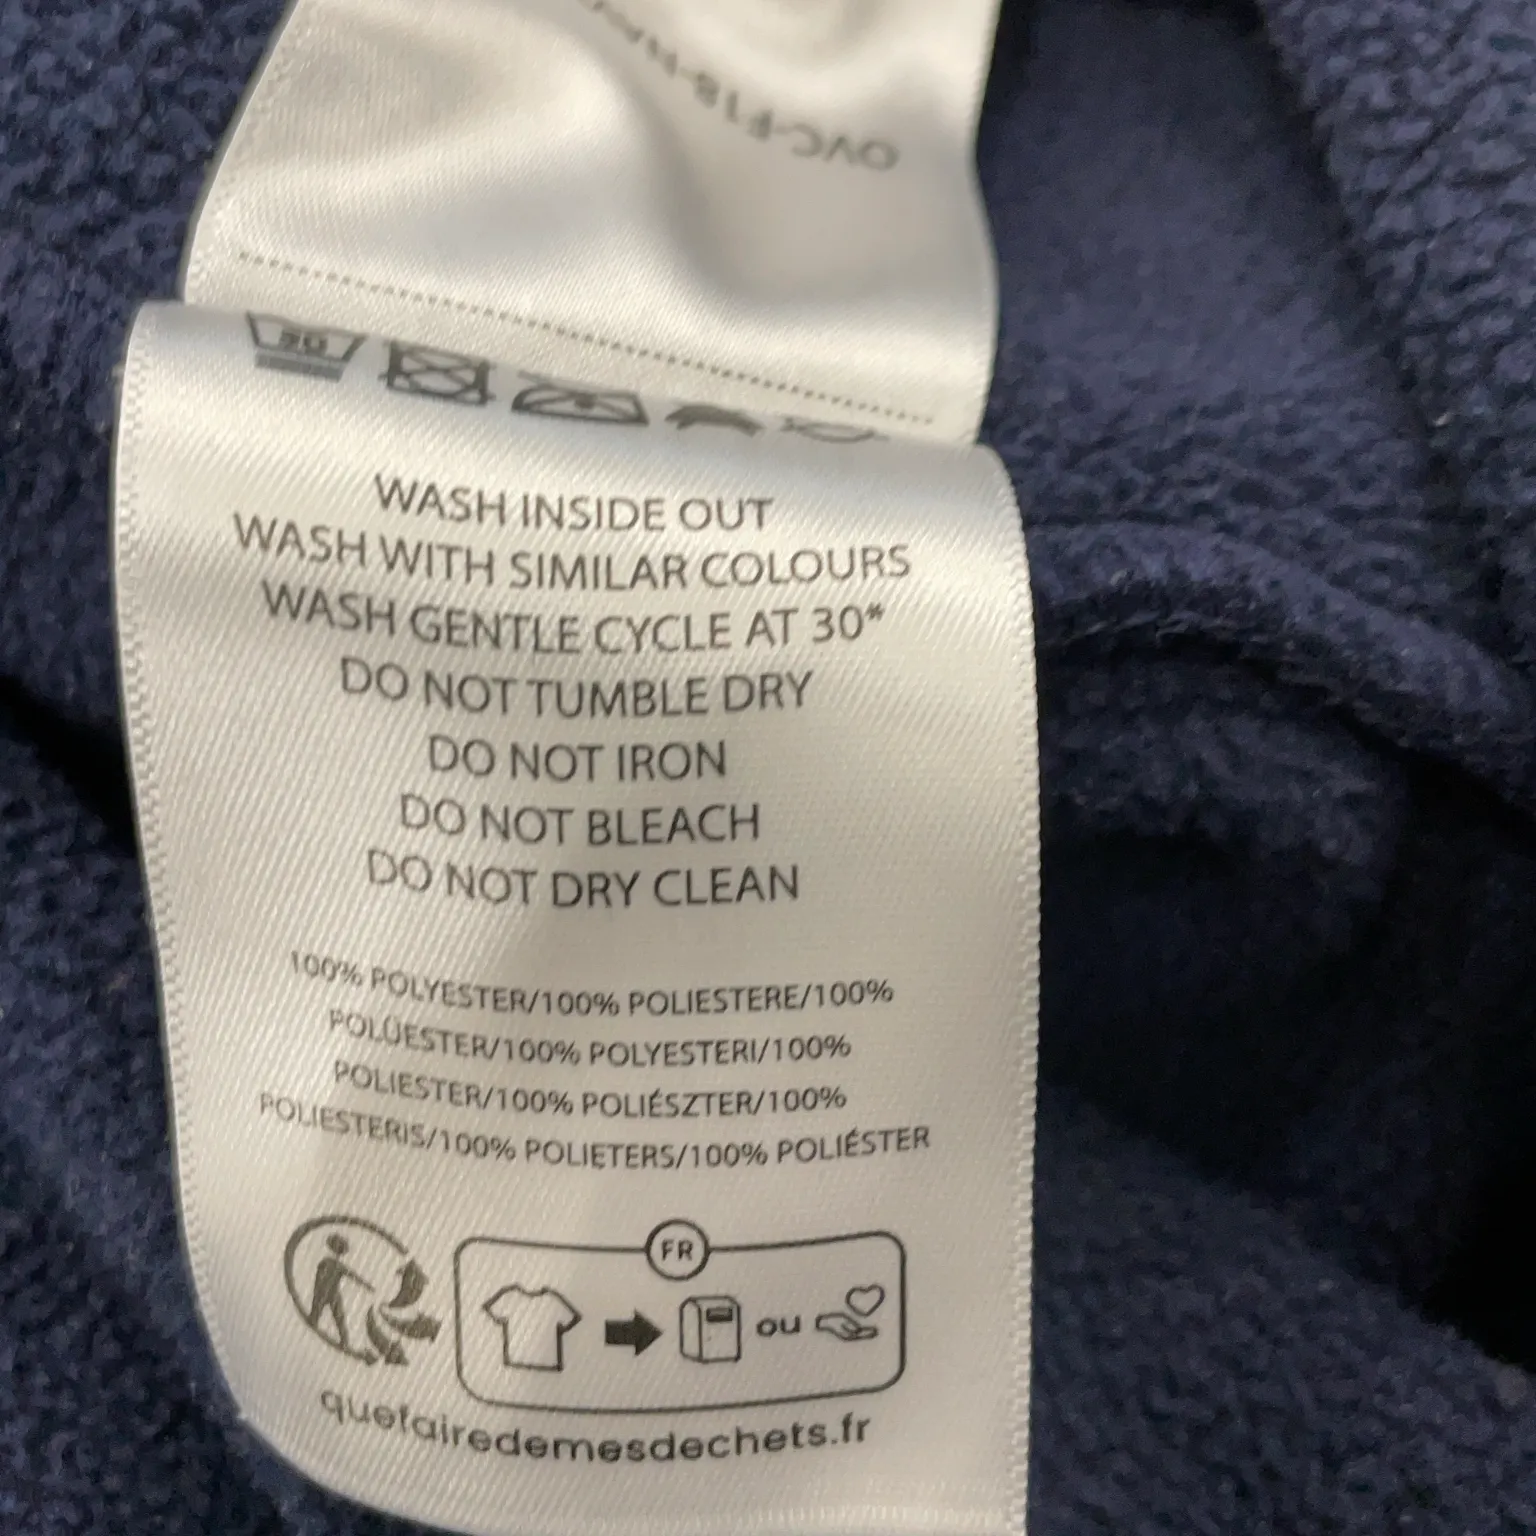 30
WASH INSIDE OUT
WASH WITH SIMILAR COLOURS
WASH GENTLE CYCLE AT 30*
DO NOT TUMBLE DRY
DO NOT IRON
DO NOT BLEACH
DO NOT DRY CLEAN
100% POLYESTER/100% POLIESTERE/100%
POLÜESTER/100% POLYESTERI/100%
POLIESTER/100% POLIÉSZTER/100%
POLIESTERIS/100% POLIETERS/100% POLIÉSTER
FR
ou
quefairedemesdechets.fr